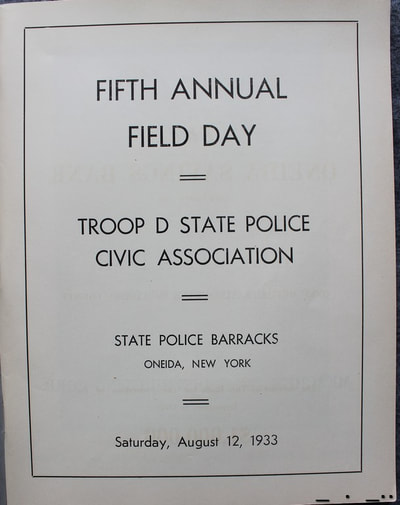 FIFTH ANNUAL
FIELD DAY
TROOP D STATE POLICE
CIVIC ASSOCIATION
STATE POLICE BARRACKS
ONEIDA, NEW YORK
Saturday, August 12, 1933